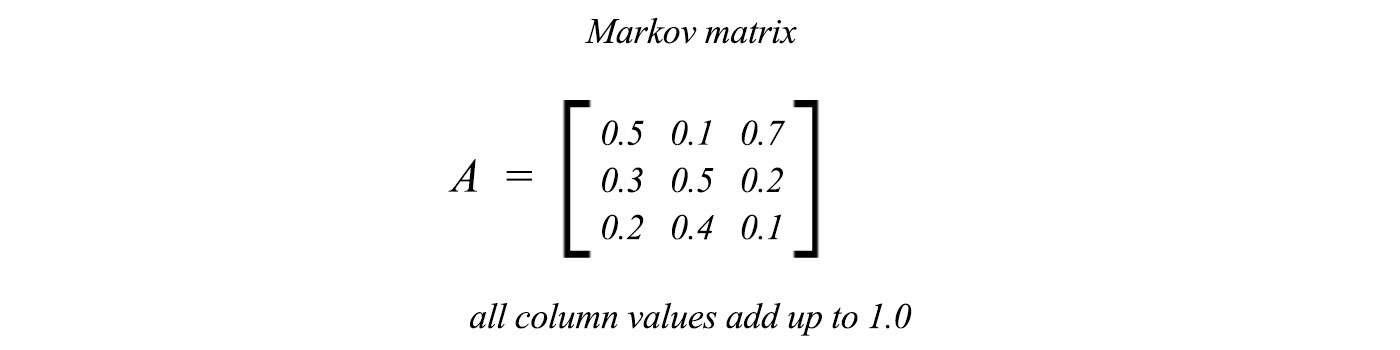 Markov matrix
0.5 0.1 0.7
A = 0.3 0.5 0.2
0.2 0.4 0.1
all column values add up to 1.0